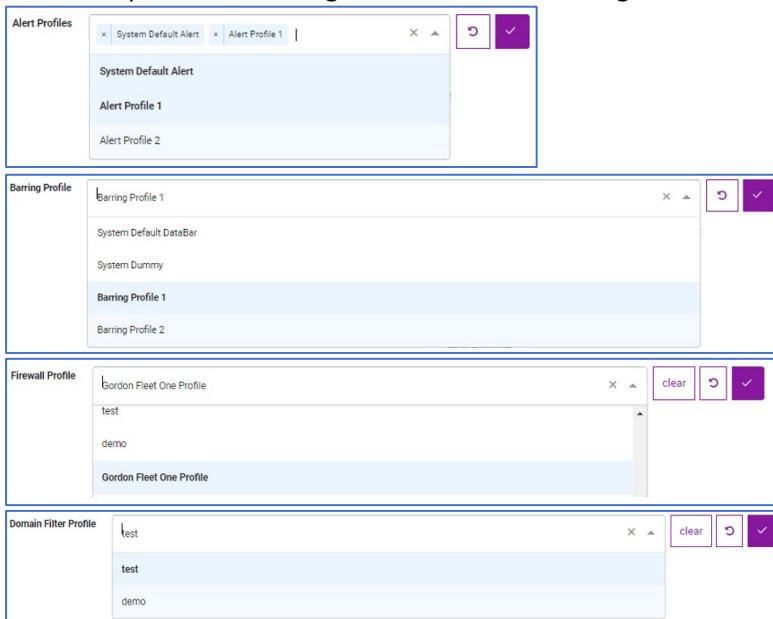 Alert Profiles
× System Default Alert × Alert Profile 1
System Default Alert
Alert Profile 1
Alert Profile 2
Barring Profile
Barring Profile 1
System Default DataBar
System Dummy
Barring Profile 1
Barring Profile 2
Firewall Profile
Gordon Fleet One Profile
clear
test
demo
Gordon Fleet One Profile
Domain Filter Profile
test
clear
test
demo